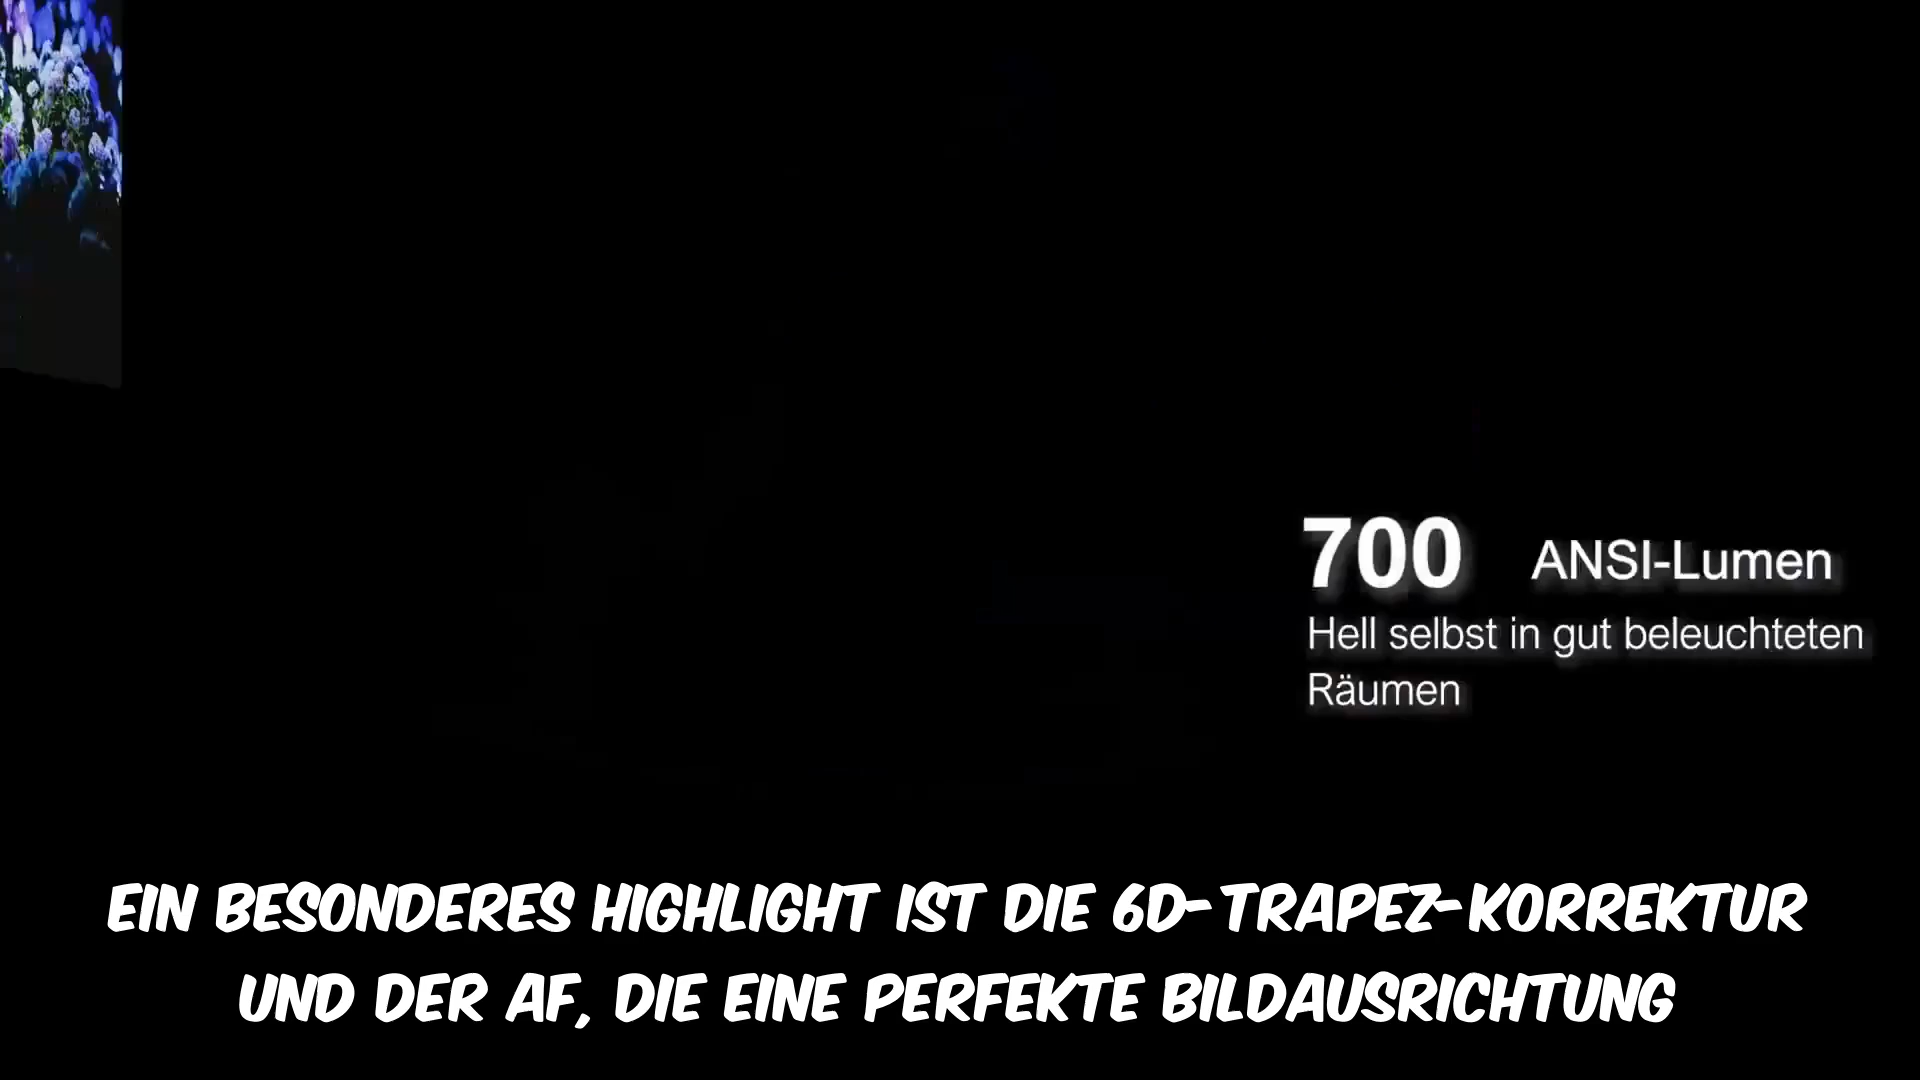 700 ANSI-Lumen
Hell selbst in gut beleuchteten
Räumen
EIN BESONDERES HIGHLIGHT IST DIE 6D-TRAPEZ-KORREKTUR
UND DER AF, DIE EINE PERFEKTE BILDAUSRICHTUNG